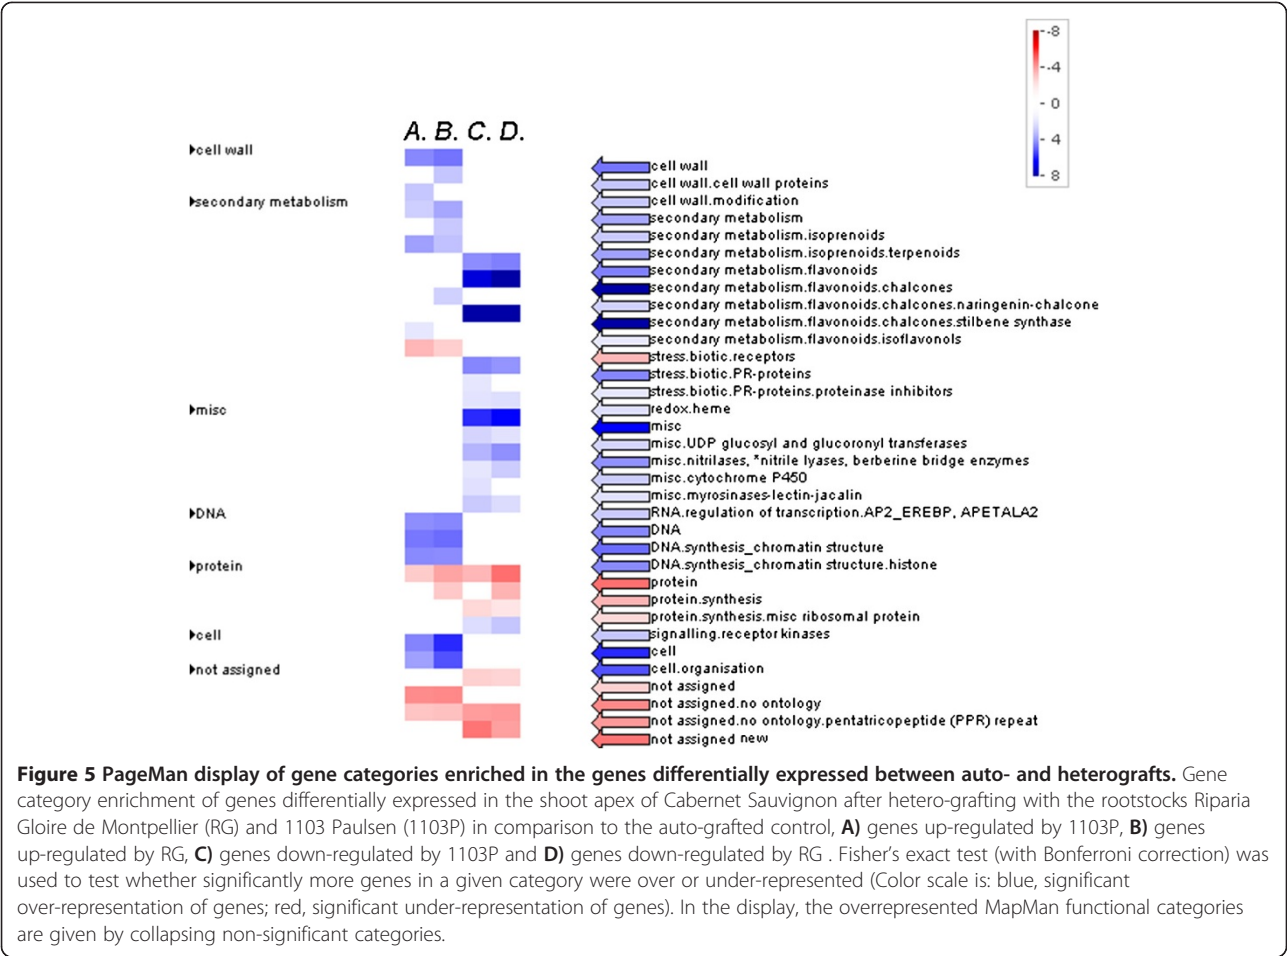 -8
-4
0
4
8
A. B. C. D.
cell wall
secondary metabolism
misc
DNA
protein
cell
not assigned
cell wall
cell wall.cell wall proteins
cell wall.modification
secondary metabolism
secondary metabolism.isoprenoids
secondary metabolism.isoprenoids.terpenoids
secondary metabolism.flavonoids
secondary metabolism.flavonoids.chalcones
secondary metabolism.flavonoids.chalcones.naringenin-chalcone
secondary metabolism.flavonoids.chalcones.stilbene synthase
secondary metabolism.flavonoids.isoflavonols
stress.biotic.receptors
stress.biotic.PR-proteins
stress.biotic.PR-proteins.proteinase inhibitors
redox.heme
misc
misc.UDP glucosyl and glucoronyl transferases
misc.nitrilases, *nitrile lyases, berberine bridge enzymes
misc.cytochrome P450
misc.myrosinases-lectin-jacalin
RNA.regulation of transcription.AP2_EREBP, APETALA2
DNA
DNA.synthesis_chromatin structure
DNA.synthesis_chromatin structure.histone
protein
protein.synthesis
protein.synthesis.misc ribosomal protein
signalling.receptor kinases
cell
cell.organisation
not assigned
not assigned.no ontology
not assigned.no ontology.pentatricopeptide (PPR) repeat
not assigned new
Figure 5 PageMan display of gene categories enriched in the genes differentially expressed between auto- and heterografts. Gene
category enrichment of genes differentially expressed in the shoot apex of Cabernet Sauvignon after hetero-grafting with the rootstocks Riparia
Gloire de Montpellier (RG) and 1103 Paulsen (1103P) in comparison to the auto-grafted control, A) genes up-regulated by 1103P, B) genes
up-regulated by RG, C) genes down-regulated by 1103P and D) genes down-regulated by RG . Fisher's exact test (with Bonferroni correction) was
used to test whether significantly more genes in a given category were over or under-represented (Color scale is: blue, significant
over-representation of genes; red, significant under-representation of genes). In the display, the overrepresented MapMan functional categories
are given by collapsing non-significant categories.